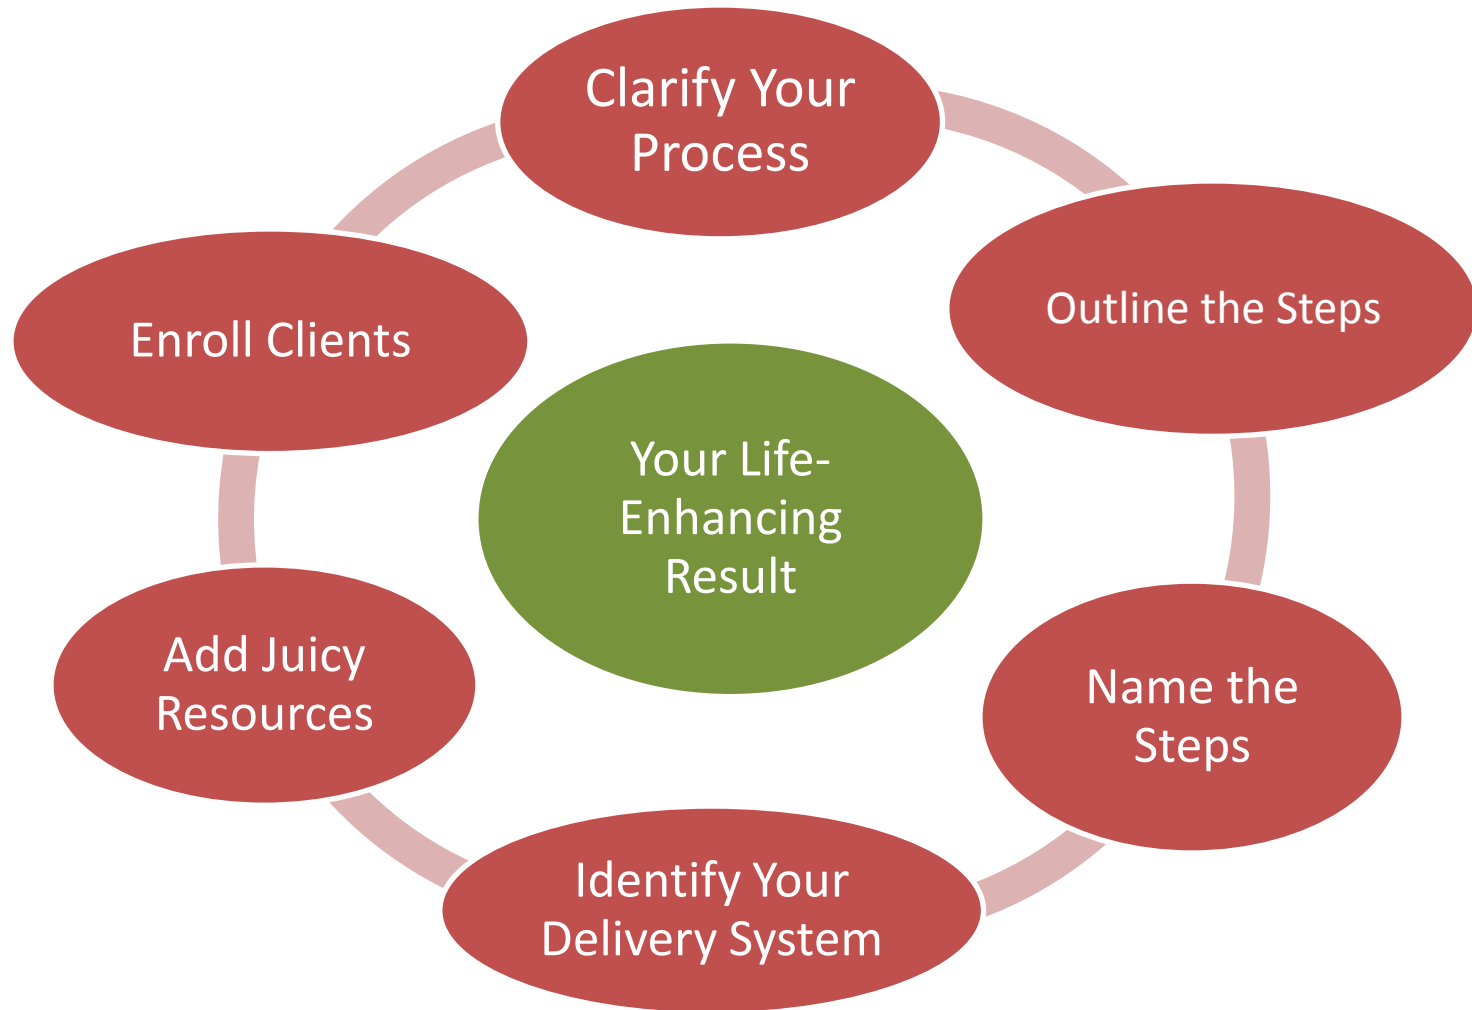 Clarify Your
Process
Outline the Steps
Name the
Steps
Identify Your
Delivery System
Add Juicy
Resources
Enroll Clients
Your Life-
Enhancing
Result